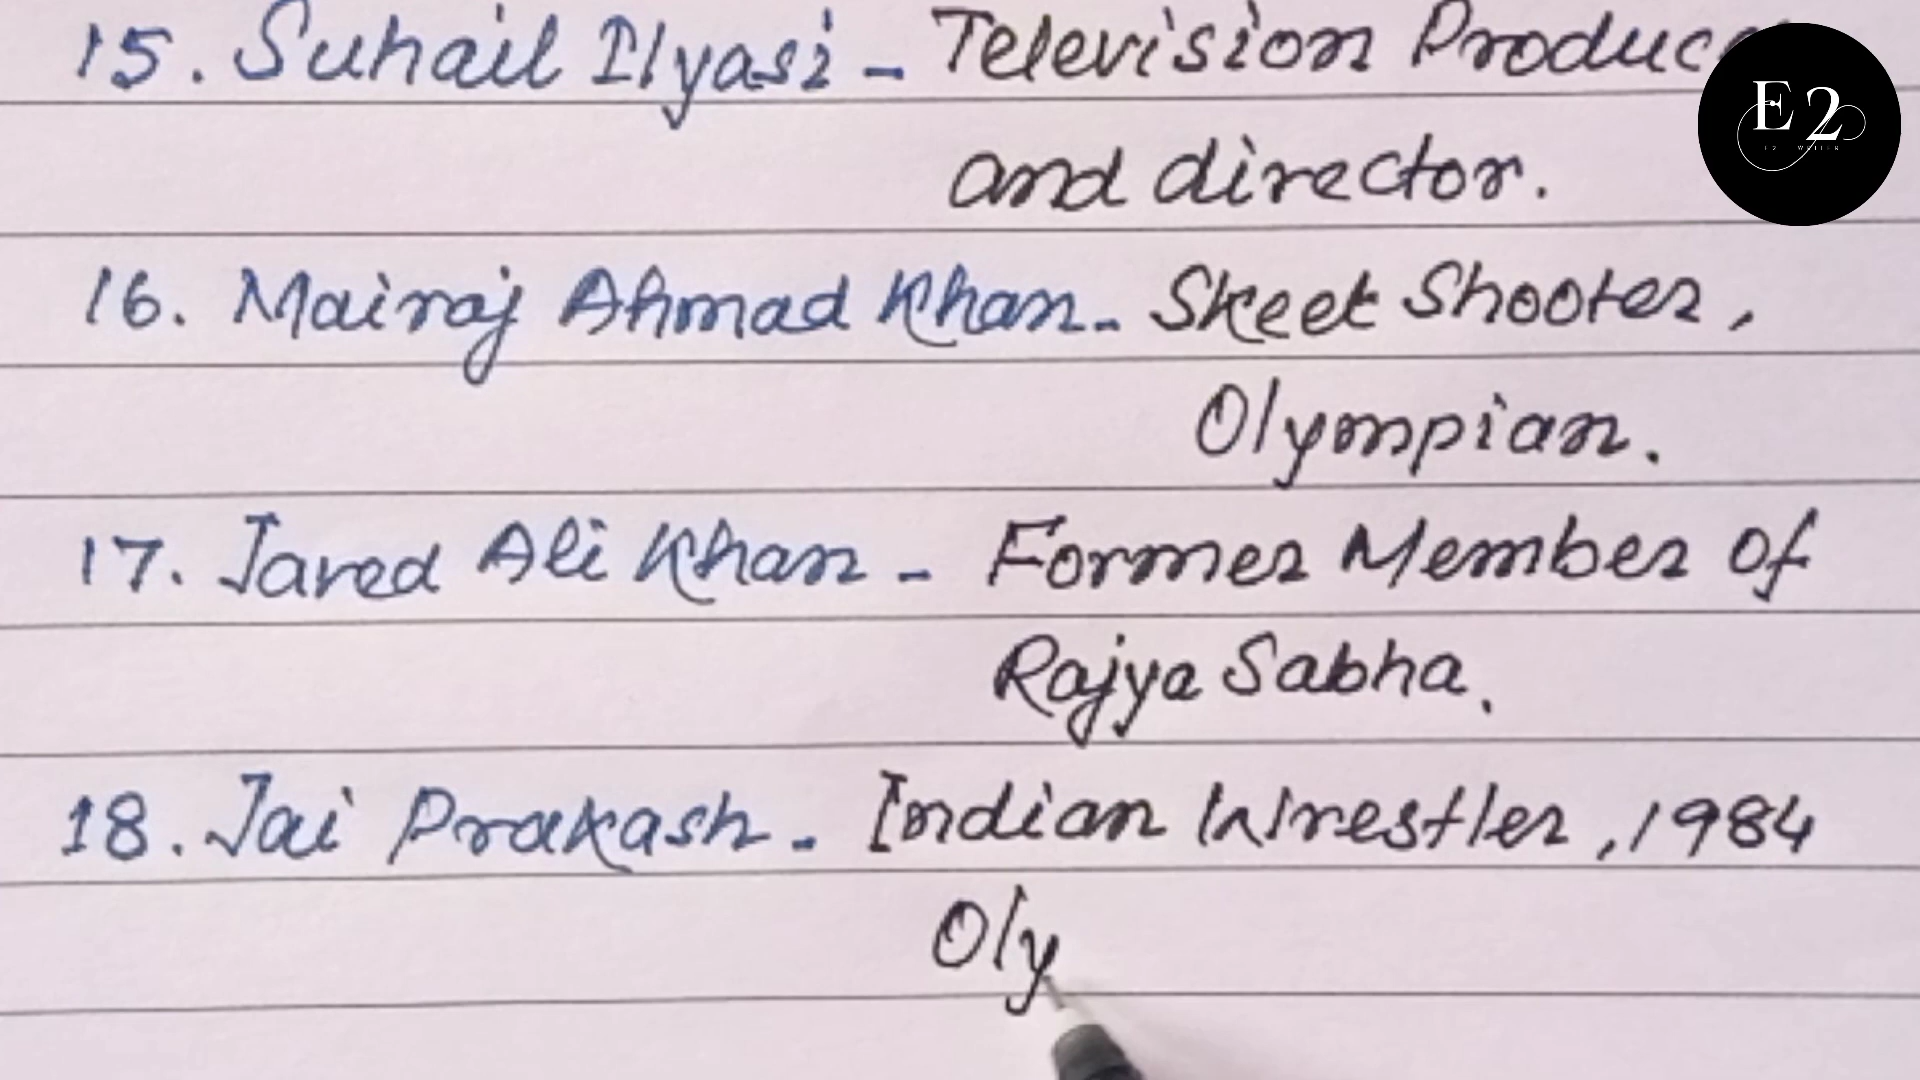 15. Suhail Ilyasi - Television Produc
and director.
16. Mairaj Ahmad Khan - Skeet Shooter,
Olympian.
17. Javed Ali Khan - Former Member of
Rajya Sabha.
18. Jai Prakash - Indian Wrestler, 1984
Oly
E2